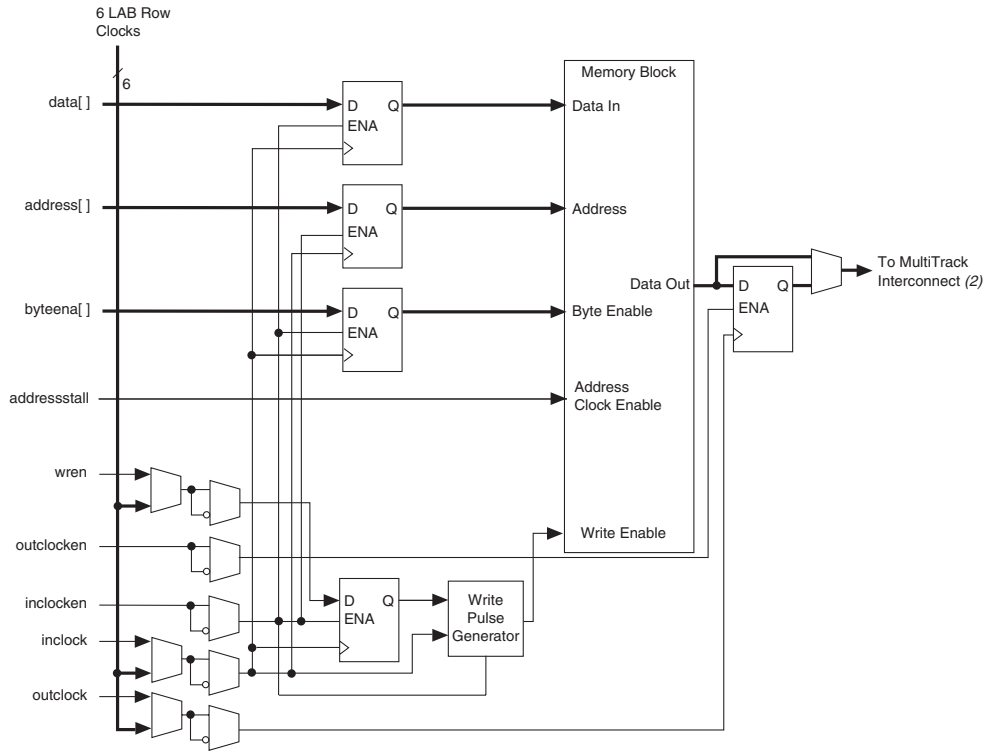 6 LAB Row
Clocks
6
data[ ]
D Q
ENA
Memory Block
Data In
address[ ]
D Q
ENA
Address
byteena[ ]
D Q
ENA
Byte Enable
Data Out
D Q
ENA
To MultiTrack
Interconnect (2)
addressstall
Address
Clock Enable
wren
Write Enable
outclocken
inclocken
D Q
ENA
Write
Pulse
Generator
inclock
outclock